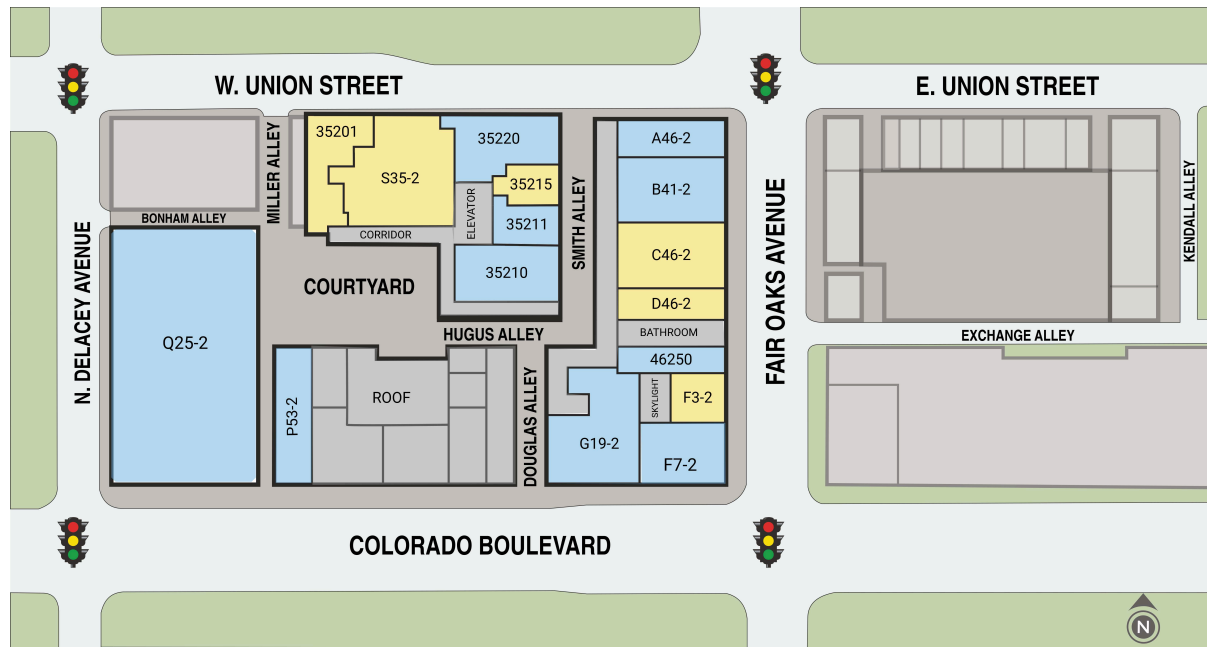 W. UNION STREET
E. UNION STREET
MILLER ALLEY
35201
S35-2
35220
35215
35211
35210
ELEVATOR
CORRIDOR
SMITH ALLEY
A46-2
B41-2
C46-2
D46-2
BATHROOM
46250
SKYLIGHT
F3-2
G19-2
F7-2
FAIR OAKS AVENUE
KENDALL ALLEY
EXCHANGE ALLEY
BONHAM ALLEY
N. DELACEY AVENUE
COURTYARD
Q25-2
HUGUS ALLEY
P53-2
ROOF
DOUGLAS ALLEY
COLORADO BOULEVARD
N